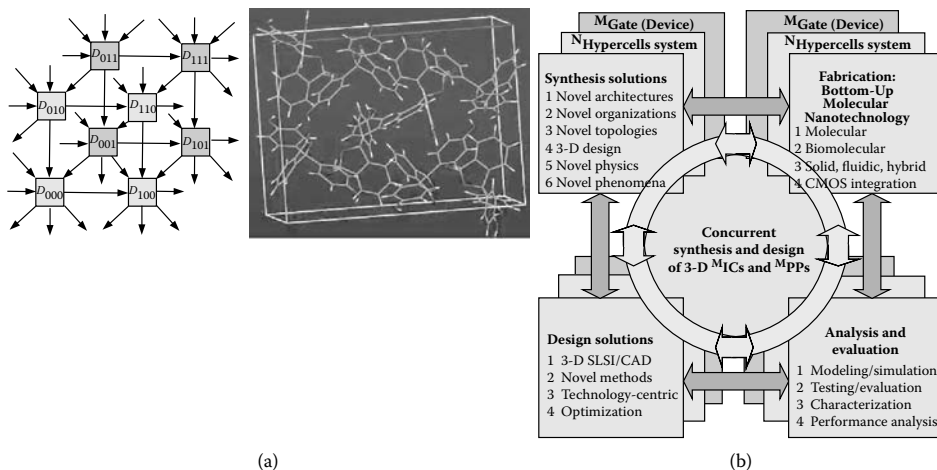 D011
D111
D010
D110
D001
D101
D000
D100
(a)
MGate (Device)
NHypercells system
Synthesis solutions
1 Novel architectures
2 Novel organizations
3 Novel topologies
4 3-D design
5 Novel physics
6 Novel phenomena
MGate (Device)
NHypercells system
Fabrication:
Bottom-Up
Molecular
Nanotechnology
1 Molecular
2 Biomolecular
3 Solid, fluidic, hybrid
4 CMOS integration
Concurrent
synthesis and design
of 3-D MICs and MPPs
Design solutions
1 3-D SLSI/CAD
2 Novel methods
3 Technology-centric
4 Optimization
Analysis and
evaluation
1 Modeling/simulation
2 Testing/evaluation
3 Characterization
4 Performance analysis
(b)